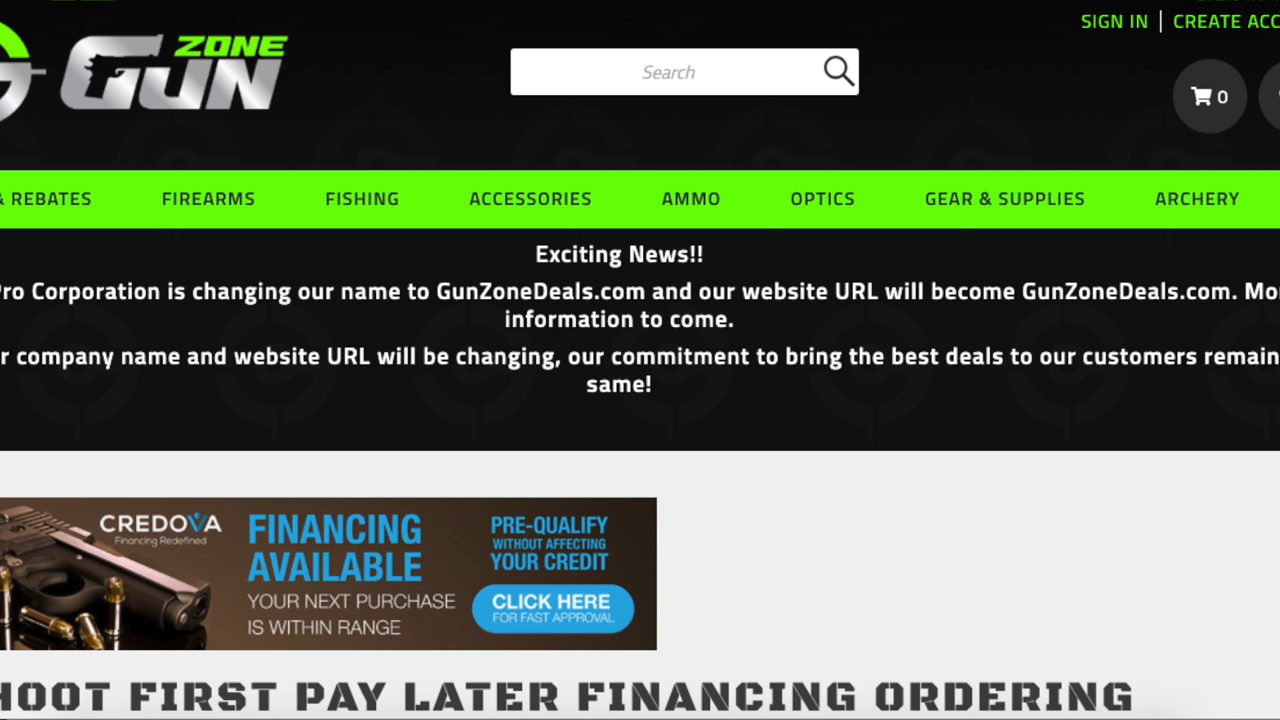 SIGN IN | CREATE ACC
ZONE
GUN
Search
0
& REBATES FIREARMS FISHING ACCESSORIES AMMO OPTICS GEAR & SUPPLIES ARCHERY
Exciting News!!
Pro Corporation is changing our name to GunZoneDeals.com and our website URL will become GunZoneDeals.com. Mo
information to come.
r company name and website URL will be changing, our commitment to bring the best deals to our customers remain
same!
CREDOVA
Financing Redefined
FINANCING
AVAILABLE
YOUR NEXT PURCHASE
IS WITHIN RANGE
PRE-QUALIFY
WITHOUT AFFECTING
YOUR CREDIT
CLICK HERE
FOR FAST APPROVAL
HOOT FIRST PAY LATER FINANCING ORDERING